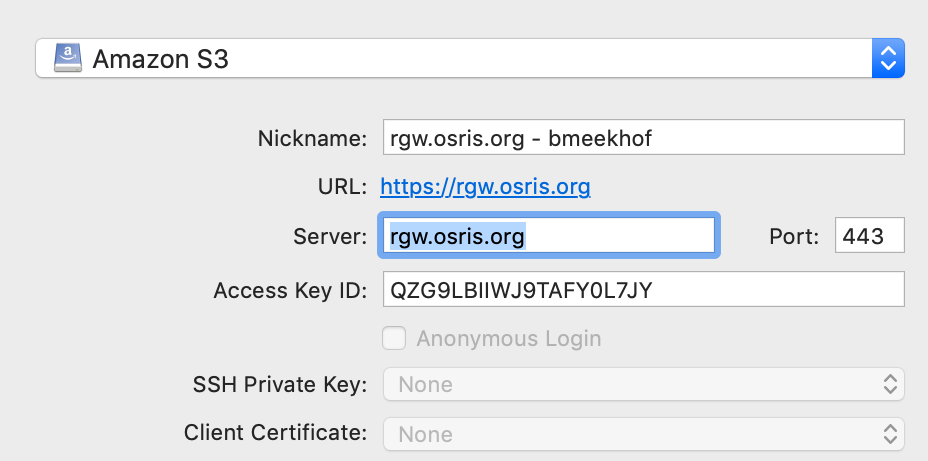 Amazon S3
Nickname: rgw.osris.org - bmeekhof
URL: https://rgw.osris.org
Server: rgw.osris.org Port: 443
Access Key ID: QZG9LBIIWJ9TAFY0L7JY
Anonymous Login
SSH Private Key: None
Client Certificate: None